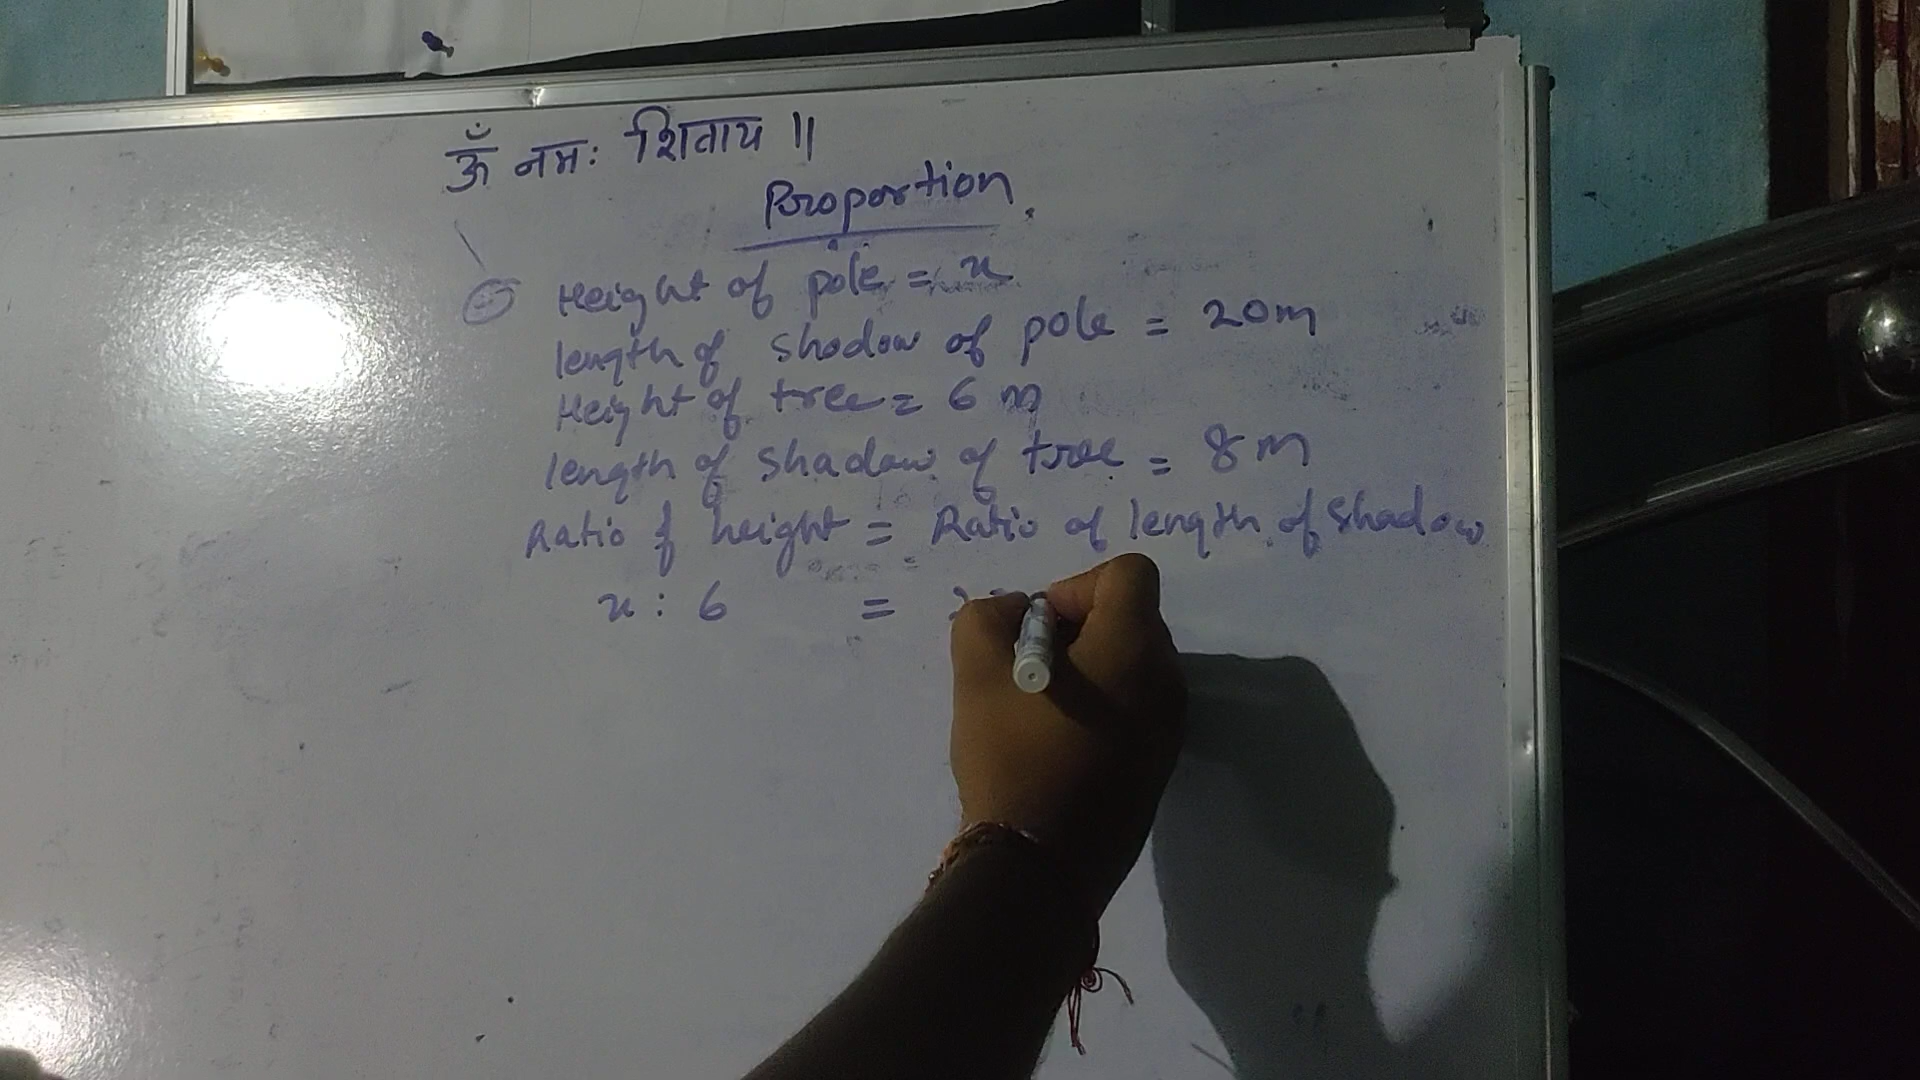 ॐ नमः शिवाय ॥
Proportion.
Height of pole = x
length of shadow of pole = 20m
Height of tree = 6 m
length of shadow of tree = 8m
Ratio of height = Ratio of length of shadow
x : 6 =